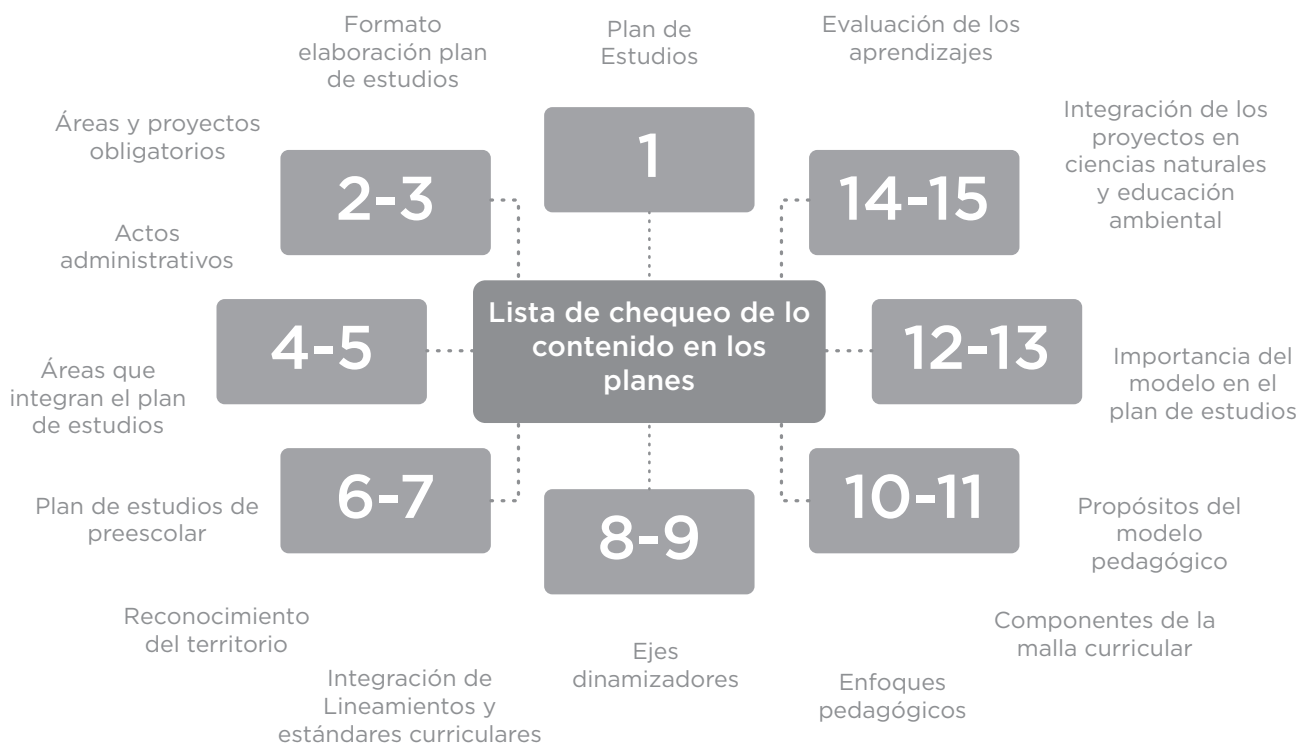 Formato
elaboración plan
de estudios
Plan de
Estudios
Evaluación de los
aprendizajes
Áreas y proyectos
obligatorios
Integración de los
proyectos en
ciencias naturales
y educación
ambiental
1
2-3
14-15
Actos
administrativos
Lista de chequeo de lo
contenido en los
planes
4-5
12-13
Áreas que
integran el plan
de estudios
Importancia del
modelo en el
plan de estudios
6-7
8-9
10-11
Plan de estudios de
preescolar
Propósitos del
modelo
pedagógico
Reconocimiento
del territorio
Componentes de la
malla curricular
Integración de
Lineamientos y
estándares curriculares
Ejes
dinamizadores
Enfoques
pedagógicos